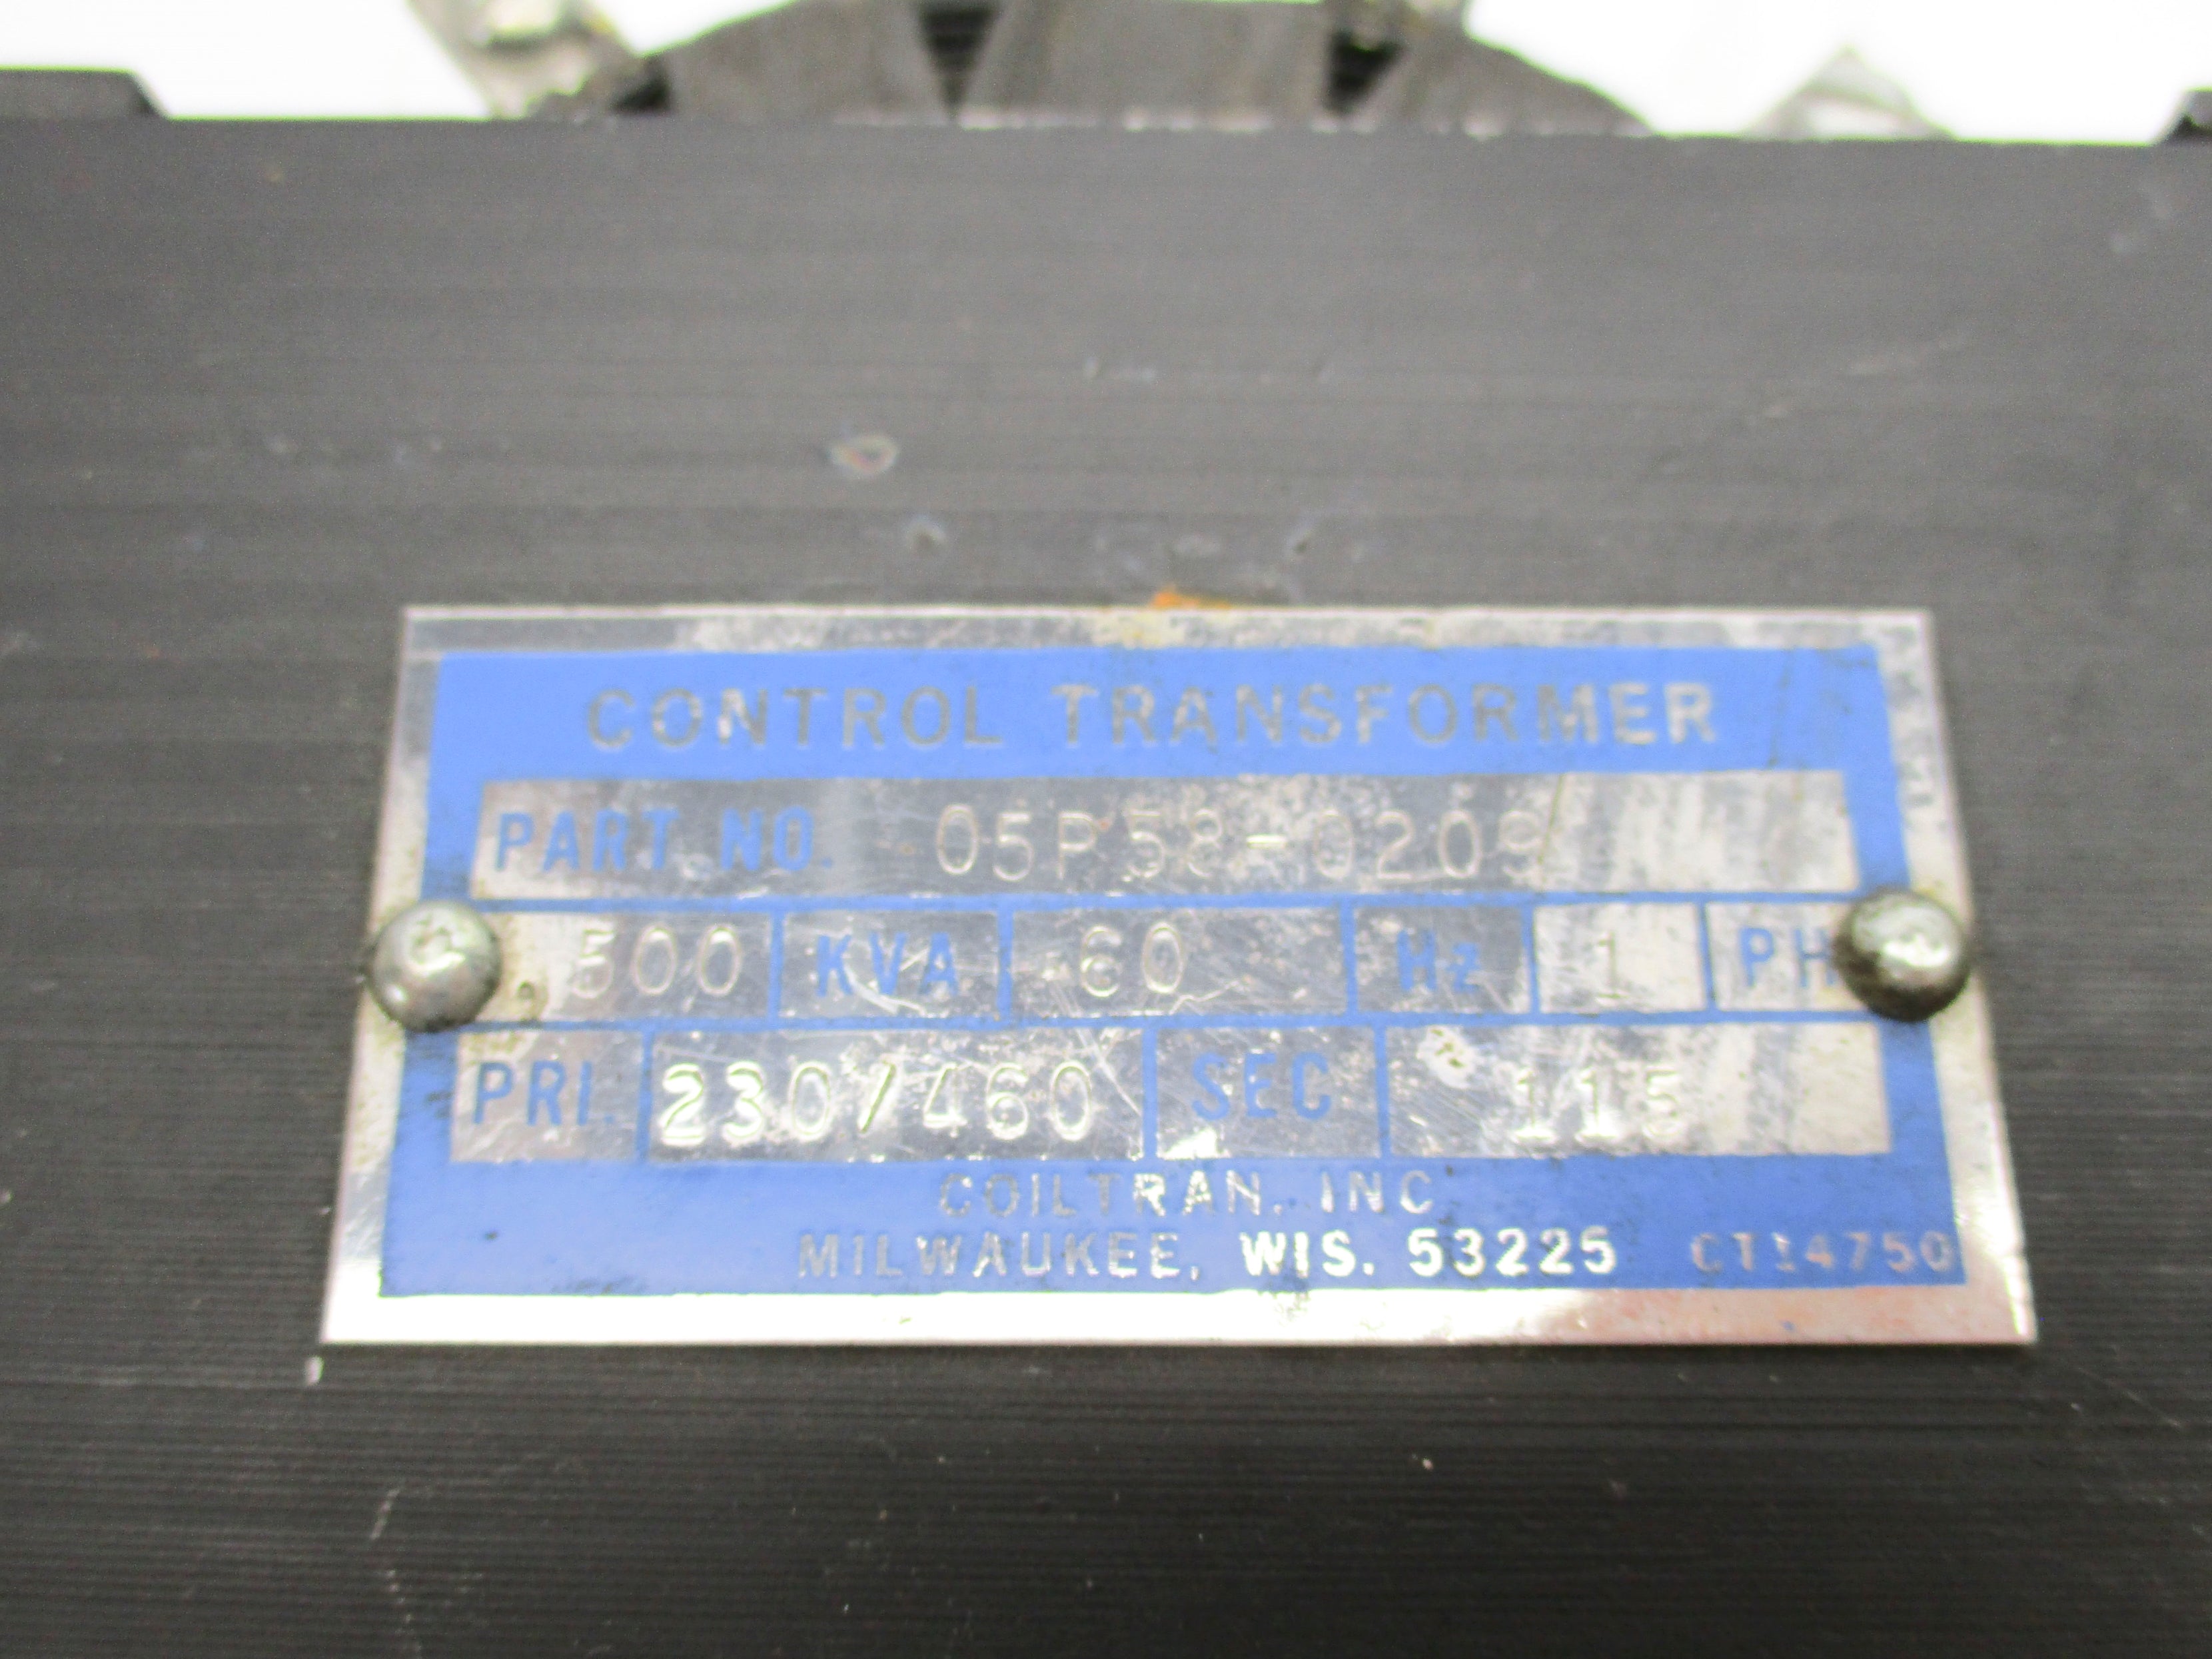 CONTROL TRANSFORMER
PART NO. 05P58-0209
500 KVA 60 Hz 1 PH
PRI. 230/460 SEC 115
COILTRAN, INC
MILWAUKEE, WIS. 53225 CT14750